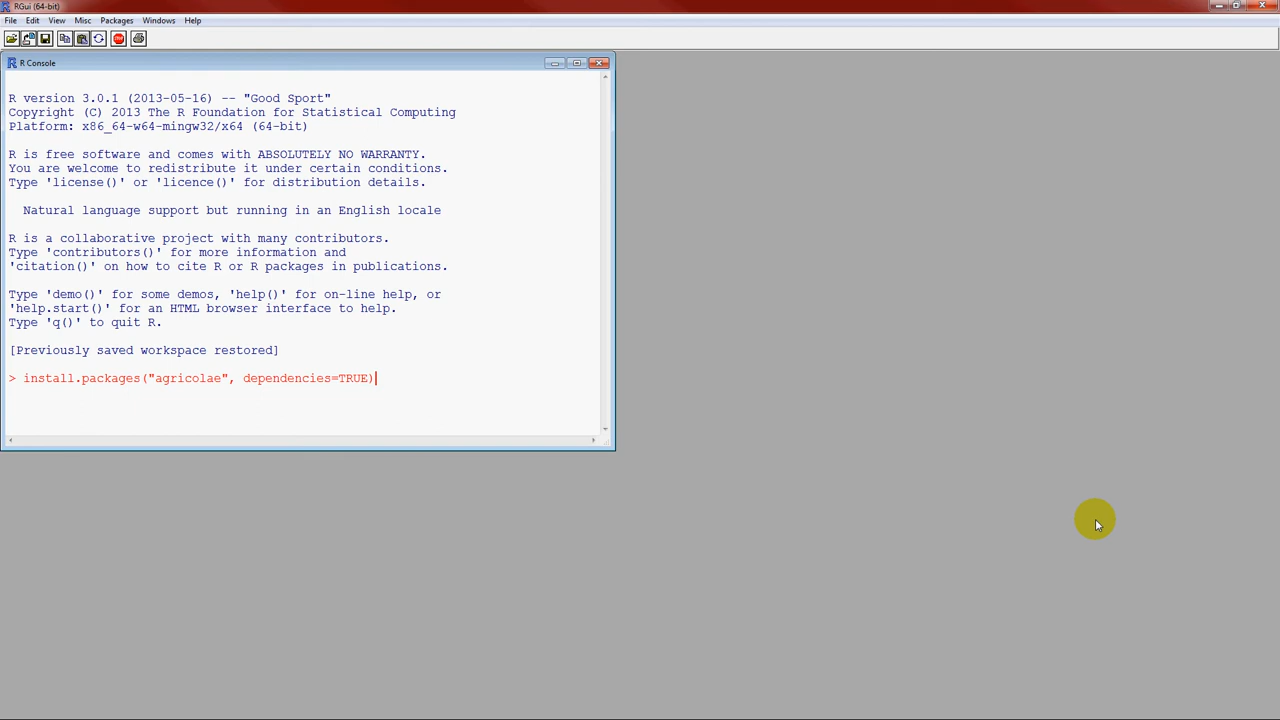 RGui (64-bit)
File Edit View Misc Packages Windows Help
STOP
R Console
R version 3.0.1 (2013-05-16) -- "Good Sport"
Copyright (C) 2013 The R Foundation for Statistical Computing
Platform: x86_64-w64-mingw32/x64 (64-bit)
R is free software and comes with ABSOLUTELY NO WARRANTY.
You are welcome to redistribute it under certain conditions.
Type 'license()' or 'licence()' for distribution details.
Natural language support but running in an English locale
R is a collaborative project with many contributors.
Type 'contributors()' for more information and
'citation()' on how to cite R or R packages in publications.
Type 'demo()' for some demos, 'help()' for on-line help, or
'help.start()' for an HTML browser interface to help.
Type 'q()' to quit R.
[Previously saved workspace restored]
> install.packages("agricolae", dependencies=TRUE)